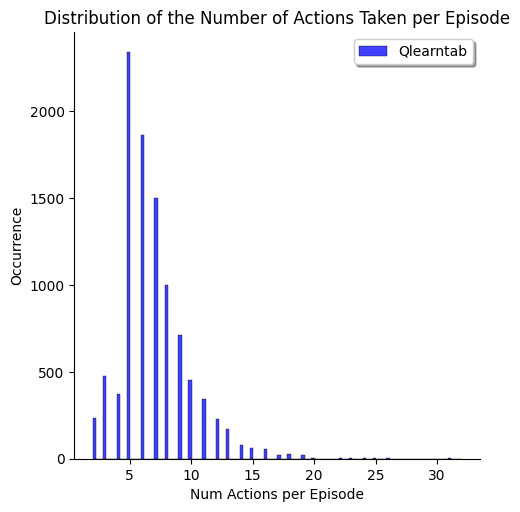 Distribution of the Number of Actions Taken per Episode
Qlearntab
2000
1500
1000
500
0
Occurrence
5 10 15 20 25 30
Num Actions per Episode